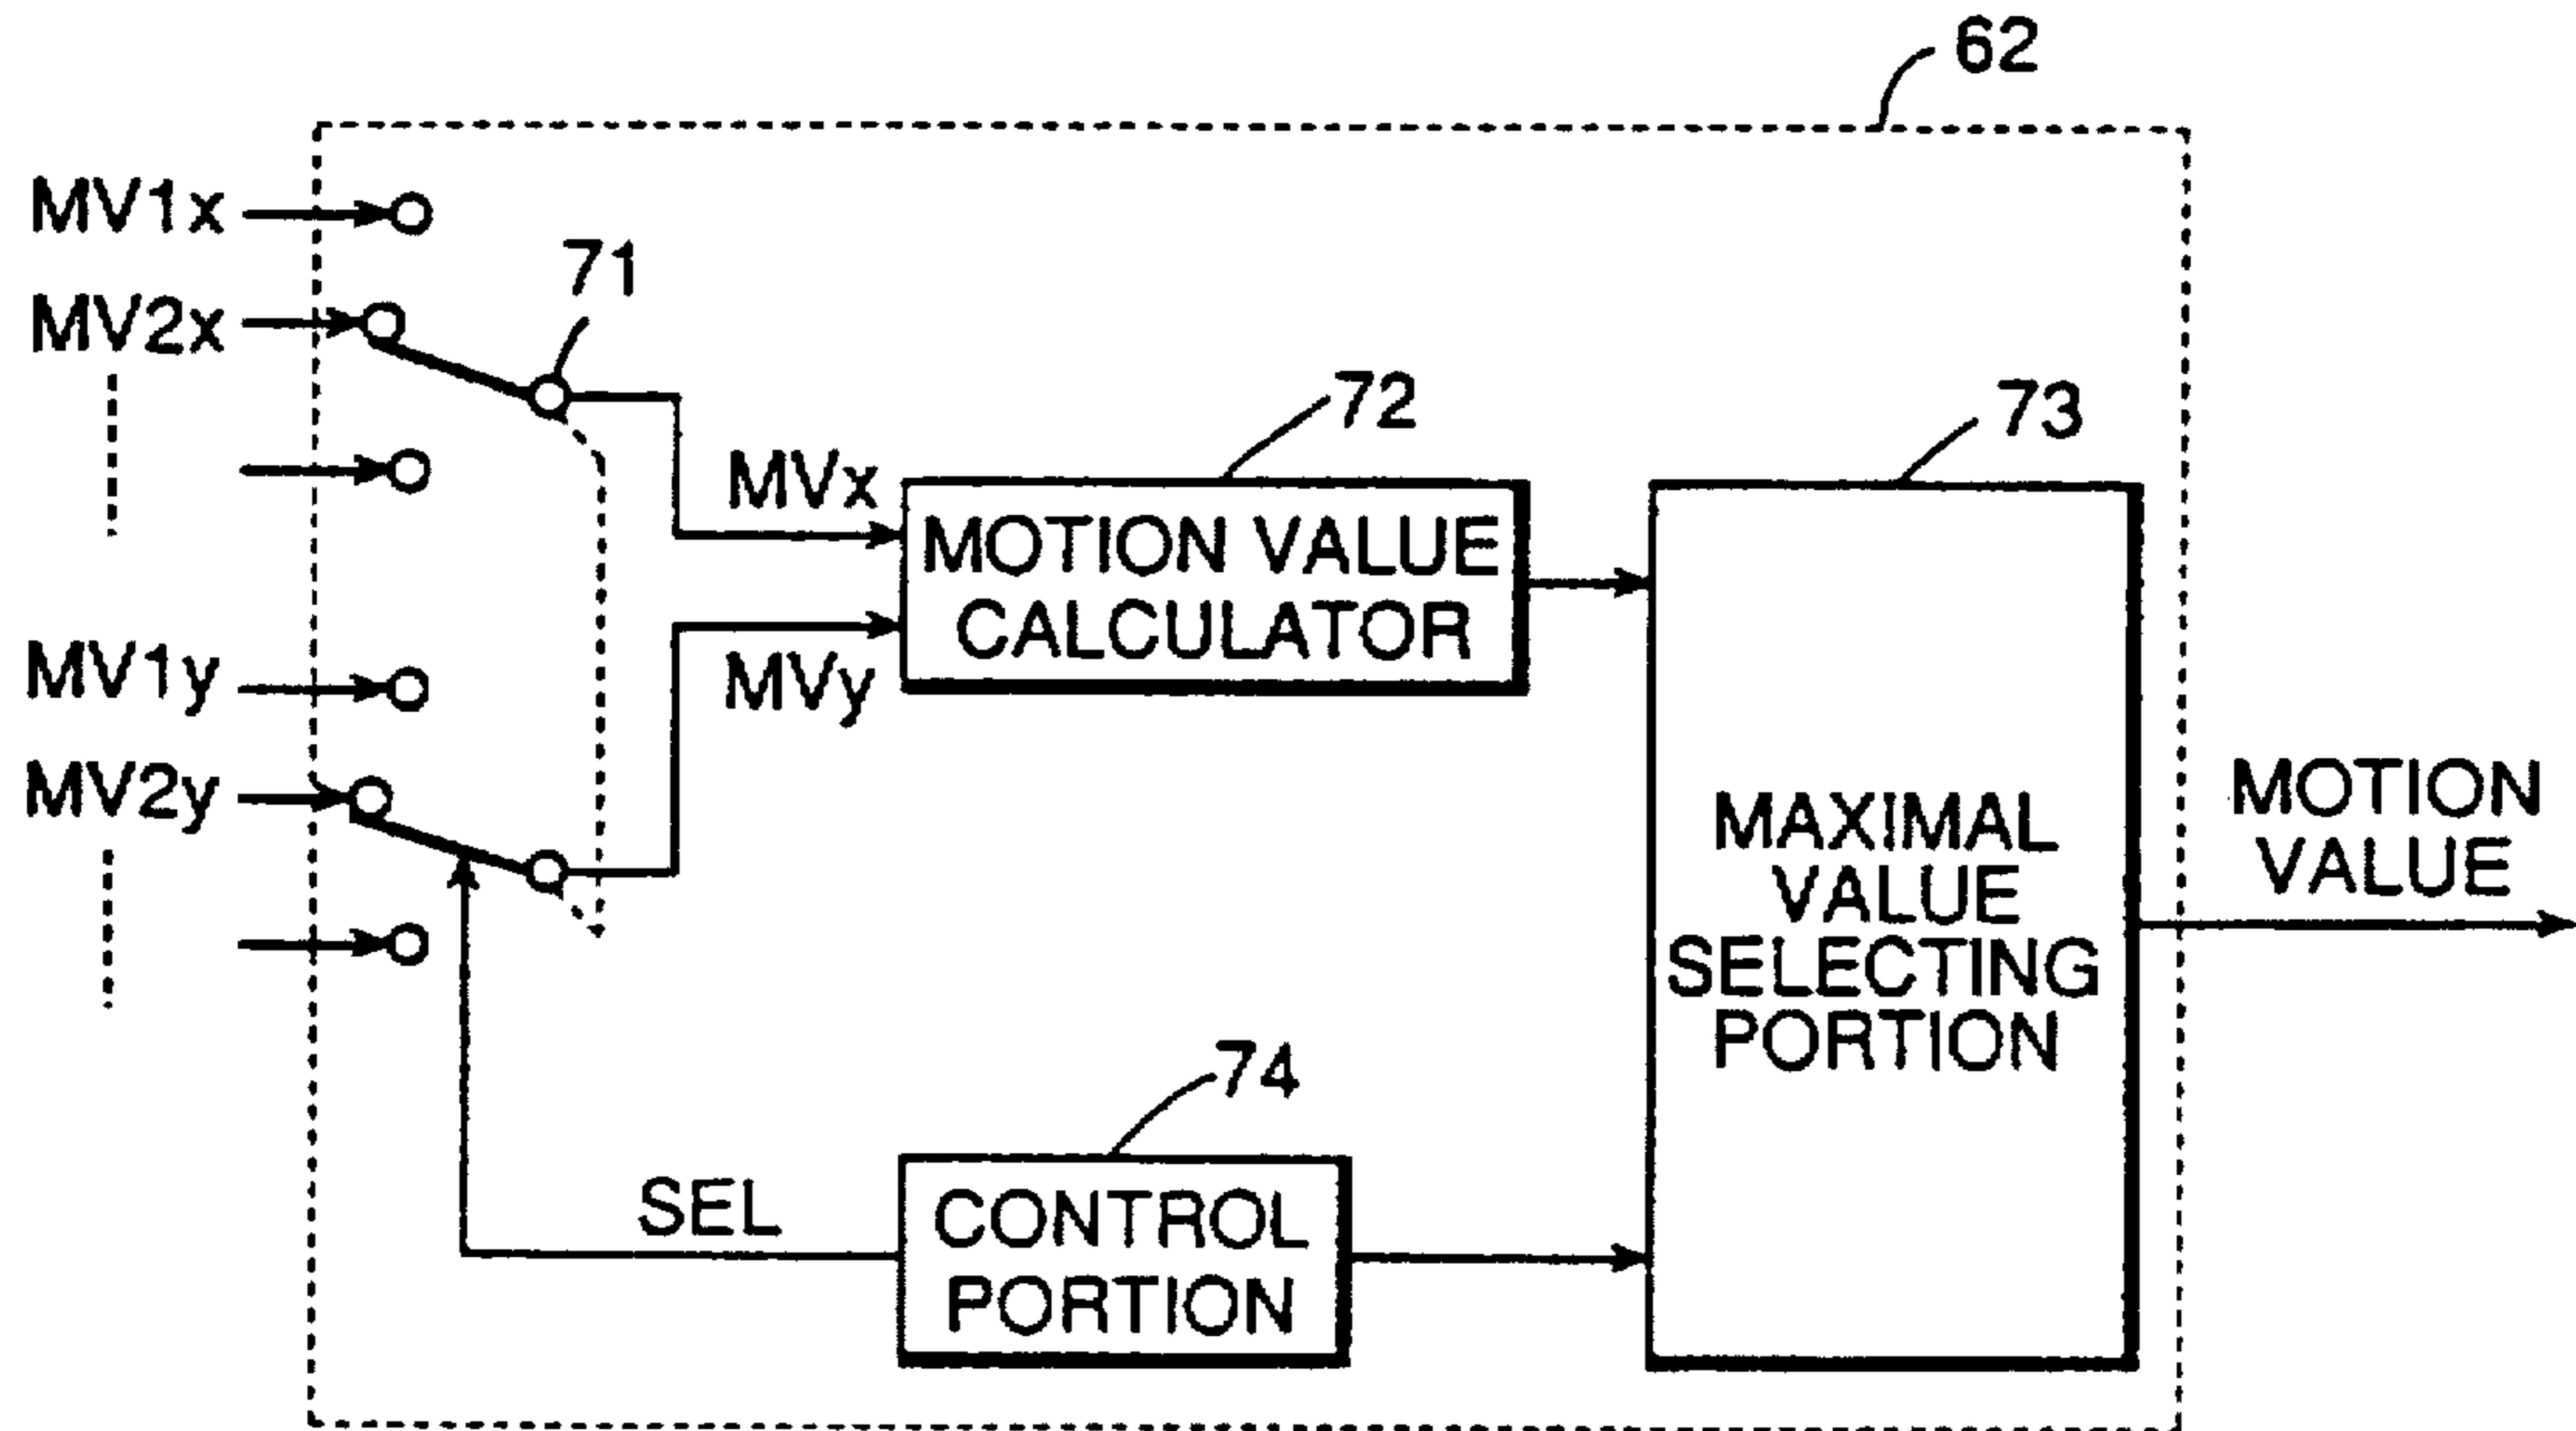 62
MV1x
71
MV2x
72
73
MVx
MOTION VALUE
CALCULATOR
MV1y
MVy
MV2y
MOTION
VALUE
MAXIMAL
VALUE
SELECTING
PORTION
74
SEL
CONTROL
PORTION